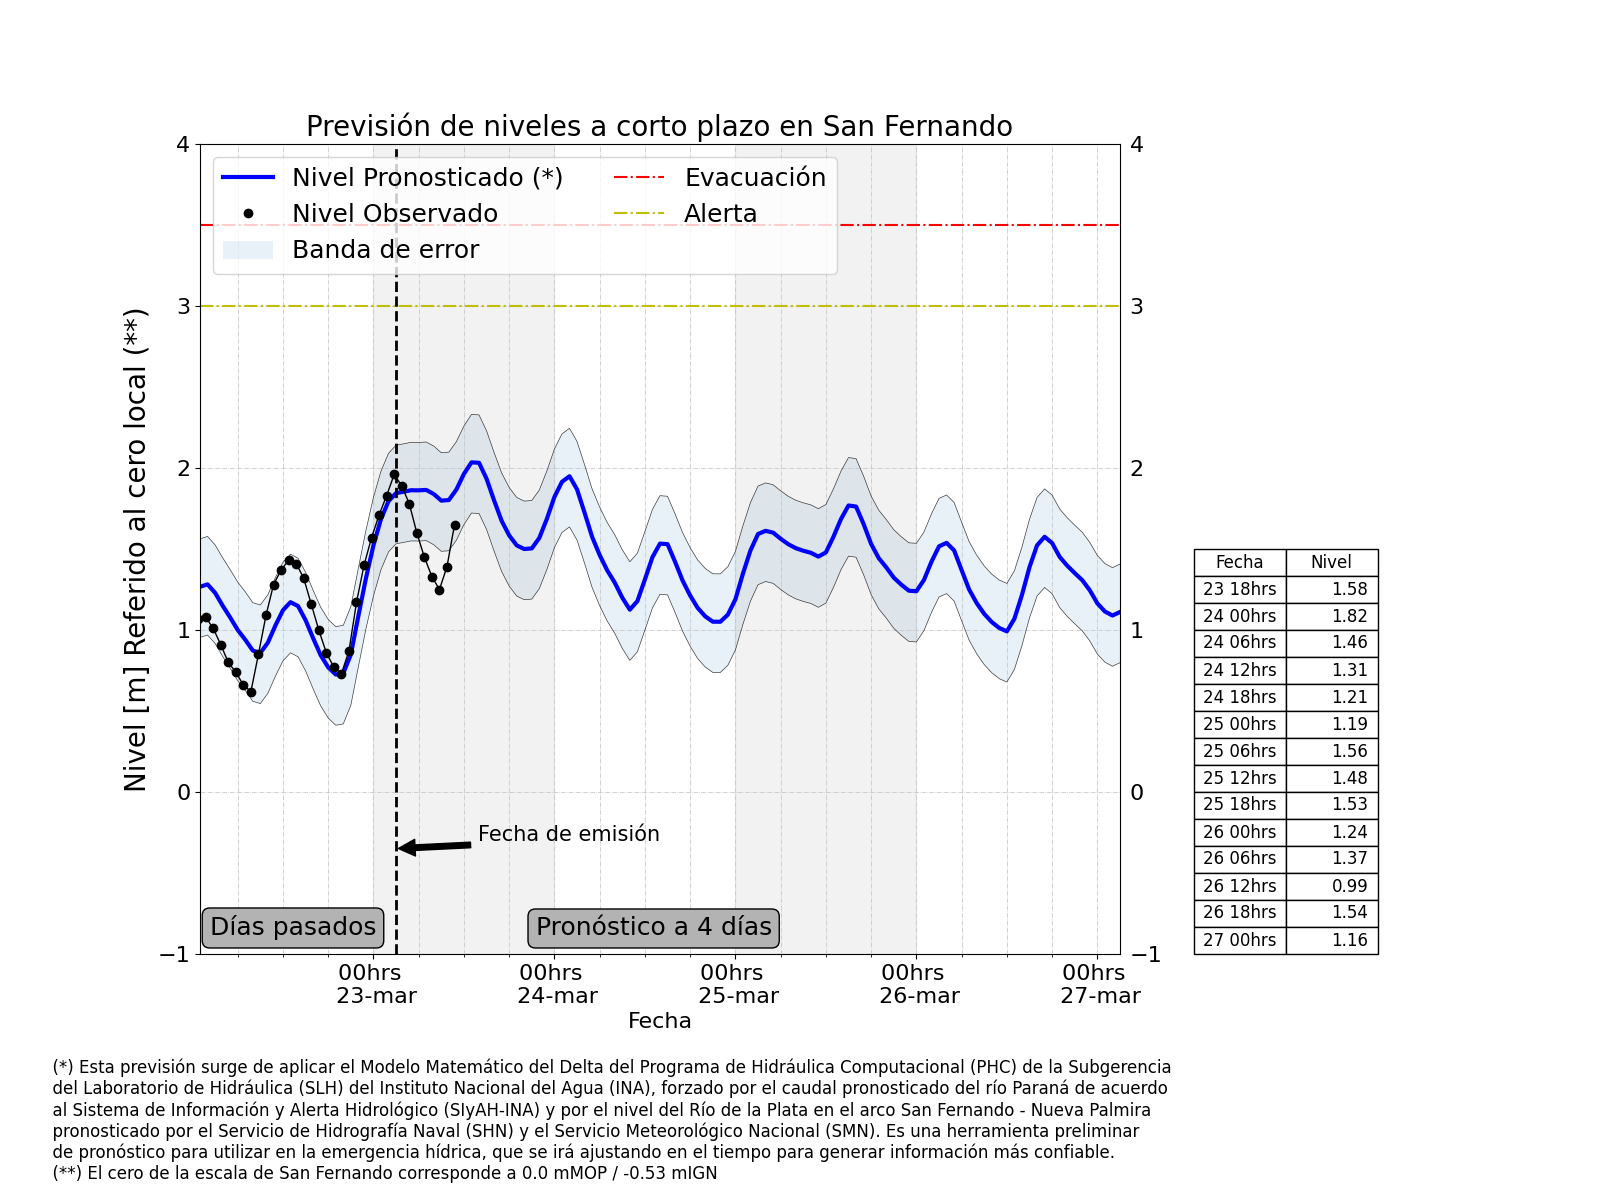 Previsión de niveles a corto plazo en San Fernando
Nivel Pronosticado (*)
Nivel Observado
Banda de error
Evacuación
Alerta
Nivel [m] Referido al cero local (**)
4
3
2
1
0
−1
4
3
2
1
0
−1
Fecha de emisión
Días pasados
Pronóstico a 4 días
00hrs
23-mar
00hrs
24-mar
00hrs
25-mar
00hrs
26-mar
00hrs
27-mar
Fecha
Fecha Nivel
23 18hrs 1.58
24 00hrs 1.82
24 06hrs 1.46
24 12hrs 1.31
24 18hrs 1.21
25 00hrs 1.19
25 06hrs 1.56
25 12hrs 1.48
25 18hrs 1.53
26 00hrs 1.24
26 06hrs 1.37
26 12hrs 0.99
26 18hrs 1.54
27 00hrs 1.16
(*) Esta previsión surge de aplicar el Modelo Matemático del Delta del Programa de Hidráulica Computacional (PHC) de la Subgerencia
del Laboratorio de Hidráulica (SLH) del Instituto Nacional del Agua (INA), forzado por el caudal pronosticado del río Paraná de acuerdo
al Sistema de Información y Alerta Hidrológico (SIyAH-INA) y por el nivel del Río de la Plata en el arco San Fernando - Nueva Palmira
pronosticado por el Servicio de Hidrografía Naval (SHN) y el Servicio Meteorológico Nacional (SMN). Es una herramienta preliminar
de pronóstico para utilizar en la emergencia hídrica, que se irá ajustando en el tiempo para generar información más confiable.
(**) El cero de la escala de San Fernando corresponde a 0.0 mMOP / -0.53 mIGN